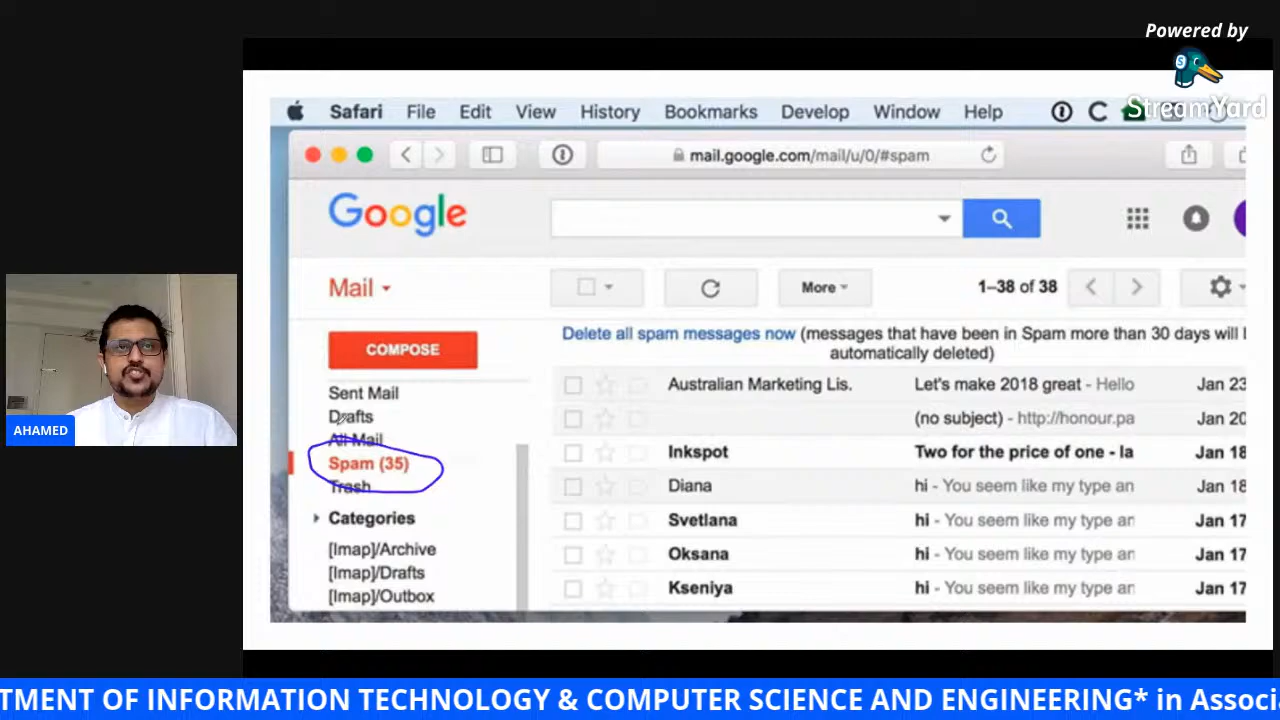 Powered by
StreamYard
Safari File Edit View History Bookmarks Develop Window Help
mail.google.com/mail/u/0/#spam
Google
Mail
More
1–38 of 38
COMPOSE
Delete all spam messages now (messages that have been in Spam more than 30 days will
automatically deleted)
Sent Mail
Drafts
All Mail
Spam (35)
Trash
Categories
[Imap]/Archive
[Imap]/Drafts
[Imap]/Outbox
Australian Marketing Lis. Let's make 2018 great - Hello Jan 23
(no subject) - http://honour.pa Jan 20
Inkspot Two for the price of one - la Jan 18
Diana hi - You seem like my type an Jan 18
Svetlana hi - You seem like my type an Jan 17
Oksana hi - You seem like my type an Jan 17
Kseniya hi - You seem like my type an Jan 17
AHAMED
TMENT OF INFORMATION TECHNOLOGY & COMPUTER SCIENCE AND ENGINEERING* in Associ